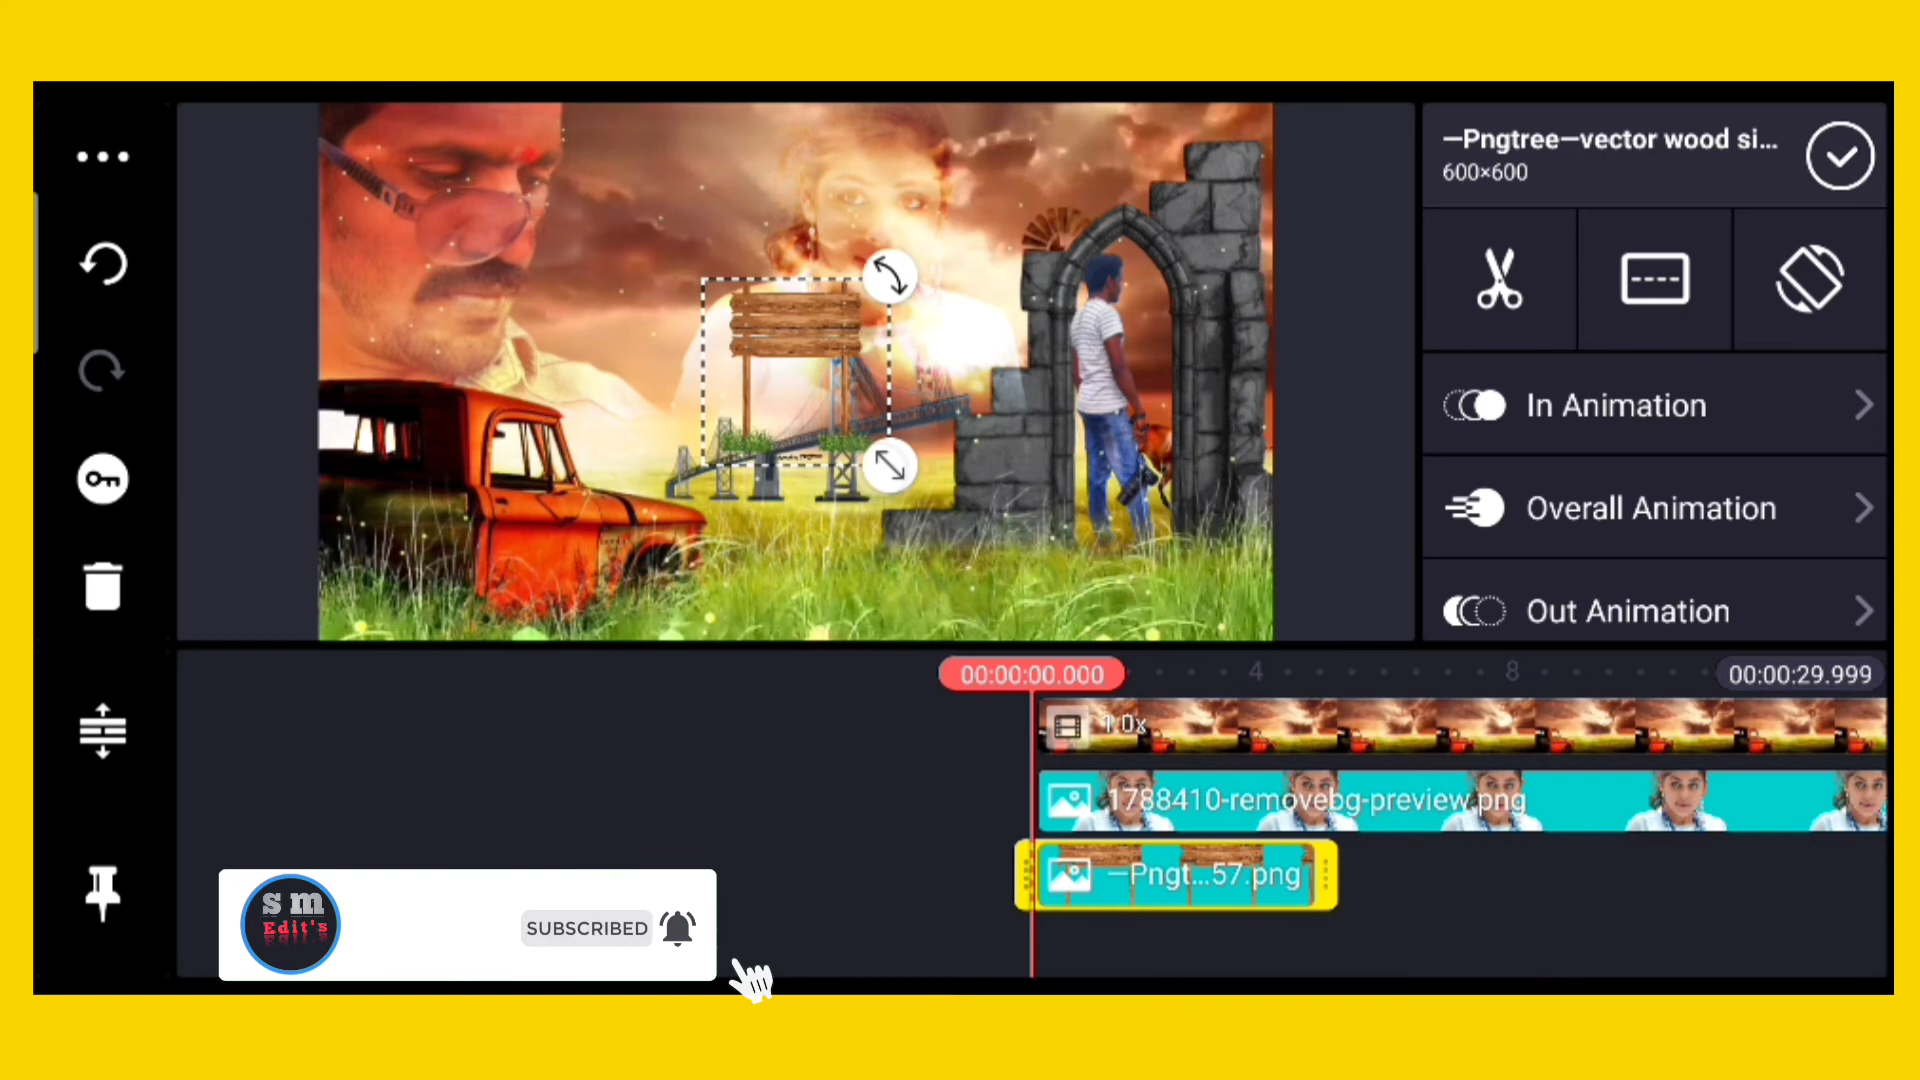 —Pngtree—vector wood si...
600×600
In Animation
Overall Animation
Out Animation
00:00:00.000
4
8
00:00:29.999
1.0x
1788410-removebg-preview.png
—Pngt...57.png
s m
Edit's
SUBSCRIBED